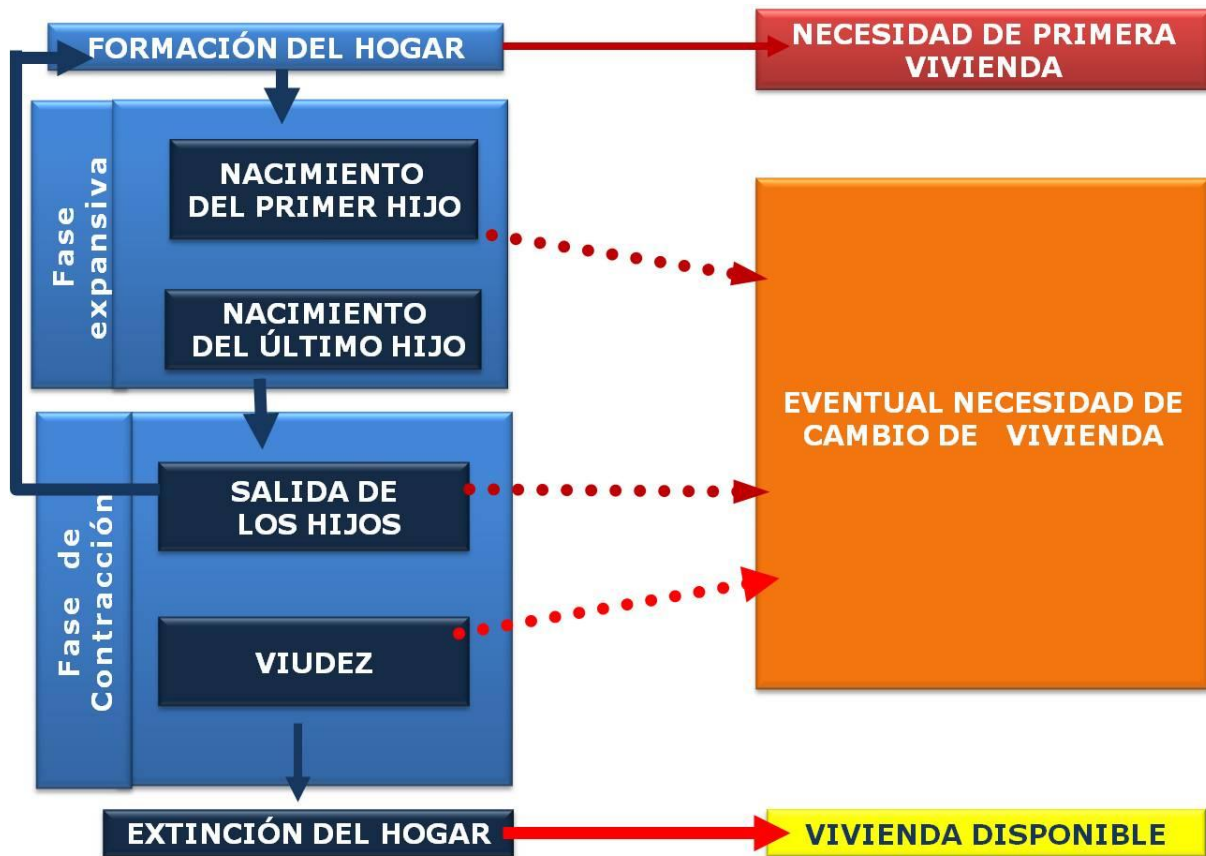 FORMACIÓN DEL HOGAR
NECESIDAD DE PRIMERA
VIVIENDA
Fase
expansiva
NACIMIENTO
DEL PRIMER HIJO
NACIMIENTO
DEL ÚLTIMO HIJO
EVENTUAL NECESIDAD DE
CAMBIO DE VIVIENDA
Fase de
Contracción
SALIDA DE
LOS HIJOS
VIUDEZ
EXTINCIÓN DEL HOGAR
VIVIENDA DISPONIBLE